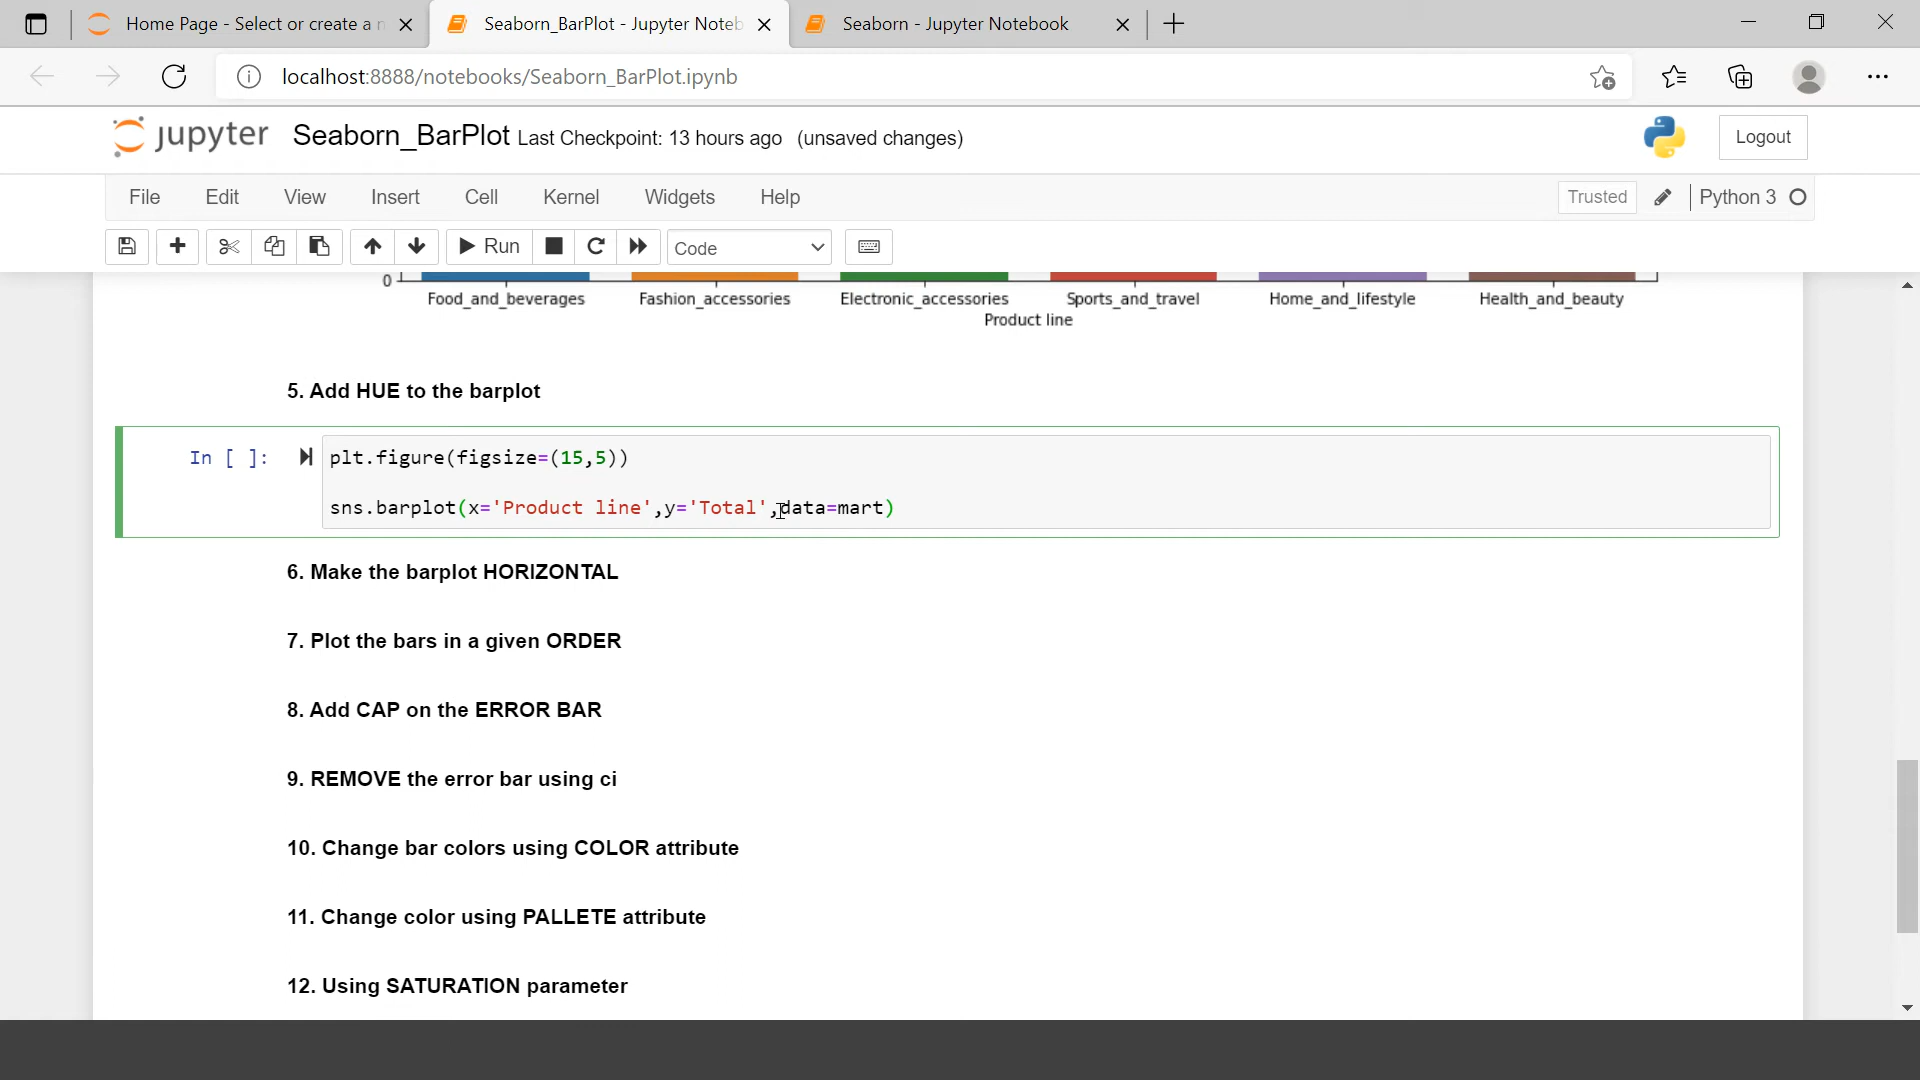 Home Page - Select or create a n
Seaborn_BarPlot - Jupyter Noteb
Seaborn - Jupyter Notebook
localhost:8888/notebooks/Seaborn_BarPlot.ipynb
jupyter Seaborn_BarPlot Last Checkpoint: 13 hours ago (unsaved changes)
Logout
File Edit View Insert Cell Kernel Widgets Help
Trusted Python 3
Run Code
0
Food_and_beverages Fashion_accessories Electronic_accessories Sports_and_travel Home_and_lifestyle Health_and_beauty
Product line
5. Add HUE to the barplot
In [ ]: plt.figure(figsize=(15,5))
sns.barplot(x='Product line',y='Total',data=mart)
6. Make the barplot HORIZONTAL
7. Plot the bars in a given ORDER
8. Add CAP on the ERROR BAR
9. REMOVE the error bar using ci
10. Change bar colors using COLOR attribute
11. Change color using PALLETE attribute
12. Using SATURATION parameter